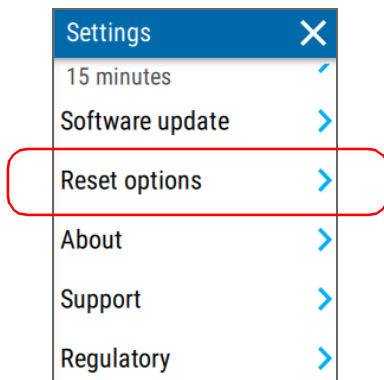 Settings
15 minutes
Software update
Reset options
About
Support
Regulatory